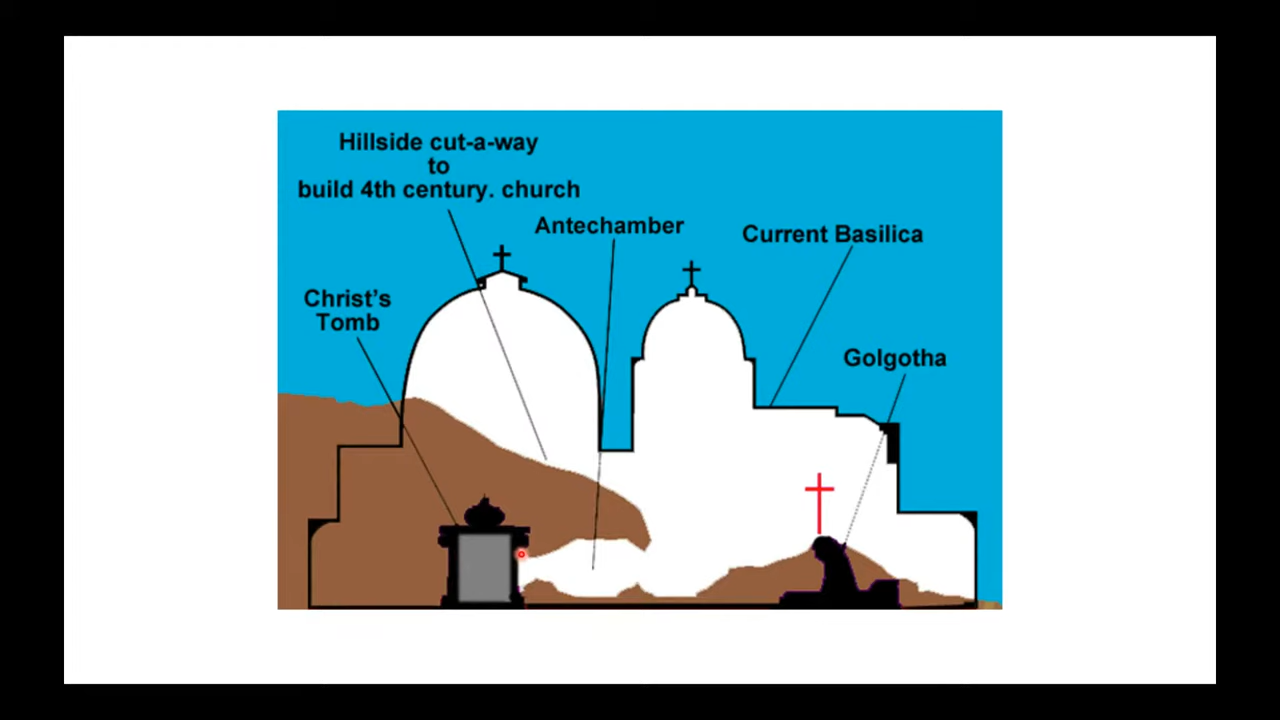 Hillside cut-a-way
to
build 4th century. church
Antechamber
Current Basilica
Christ's
Tomb
Golgotha